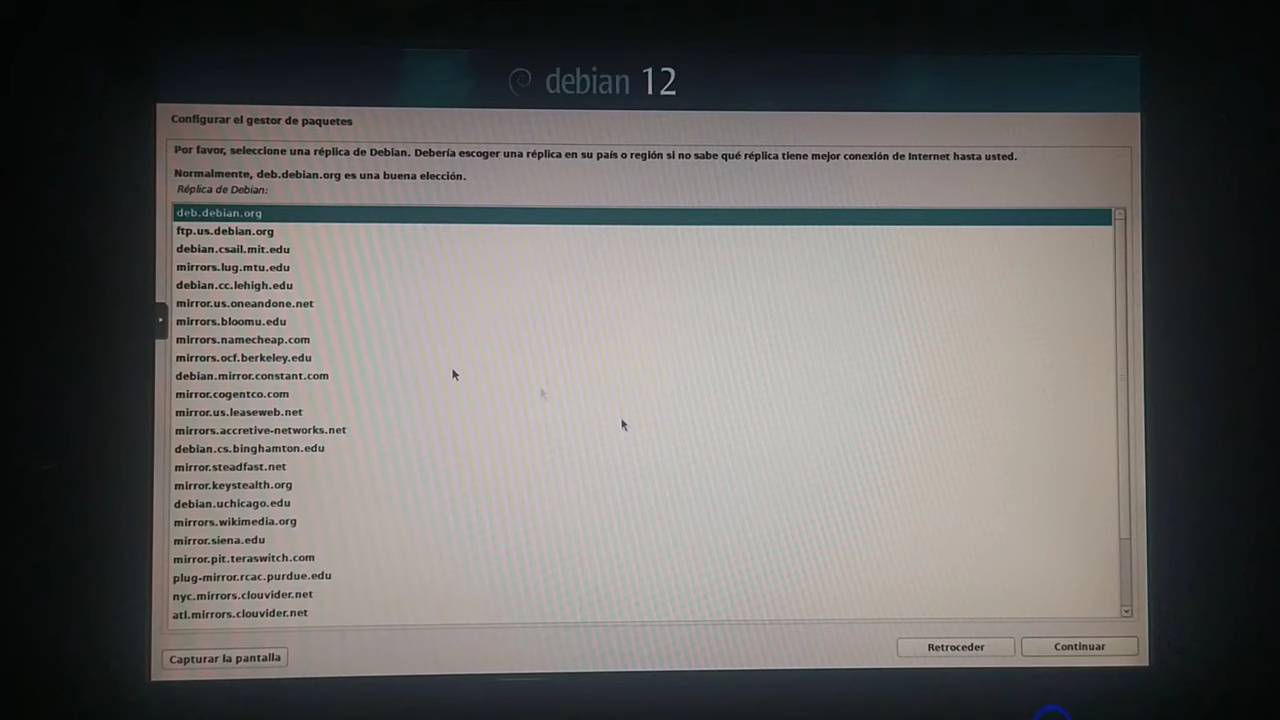 debian 12
Configurar el gestor de paquetes
Por favor, seleccione una réplica de Debian. Debería escoger una réplica en su país o región si no sabe qué réplica tiene mejor conexión de Internet hasta usted.
Normalmente, deb.debian.org es una buena elección.
Réplica de Debian:
deb.debian.org
ftp.us.debian.org
debian.csail.mit.edu
mirrors.lug.mtu.edu
debian.cc.lehigh.edu
mirror.us.oneandone.net
mirrors.bloomu.edu
mirrors.namecheap.com
mirrors.ocf.berkeley.edu
debian.mirror.constant.com
mirror.cogentco.com
mirror.us.leaseweb.net
mirrors.accretive-networks.net
debian.cs.binghamton.edu
mirror.steadfast.net
mirror.keystealth.org
debian.uchicago.edu
mirrors.wikimedia.org
mirror.siena.edu
mirror.pit.teraswitch.com
plug-mirror.rcac.purdue.edu
nyc.mirrors.clouvider.net
atl.mirrors.clouvider.net
Capturar la pantalla
Retroceder
Continuar